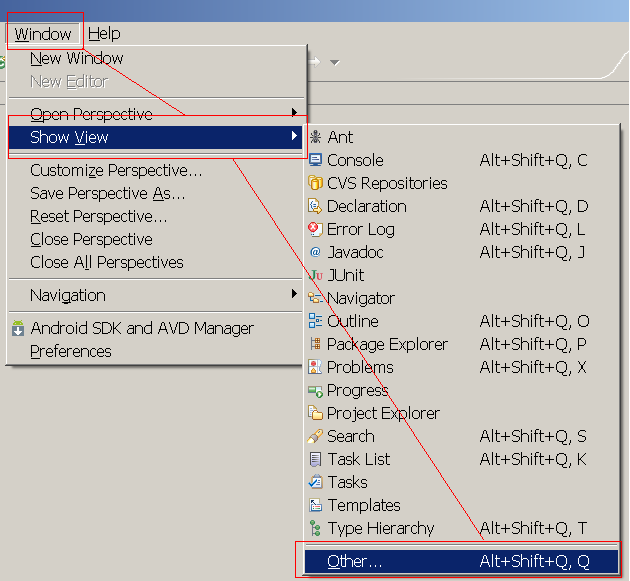 Window Help
New Window
New Editor
Open Perspective
Show View
Customize Perspective...
Save Perspective As...
Reset Perspective...
Close Perspective
Close All Perspectives
Navigation
Android SDK and AVD Manager
Preferences
Ant
Console Alt+Shift+Q, C
CVS Repositories
Declaration Alt+Shift+Q, D
Error Log Alt+Shift+Q, L
Javadoc Alt+Shift+Q, J
JUnit
Navigator
Outline Alt+Shift+Q, O
Package Explorer Alt+Shift+Q, P
Problems Alt+Shift+Q, X
Progress
Project Explorer
Search Alt+Shift+Q, S
Task List Alt+Shift+Q, K
Tasks
Templates
Type Hierarchy Alt+Shift+Q, T
Other... Alt+Shift+Q, Q